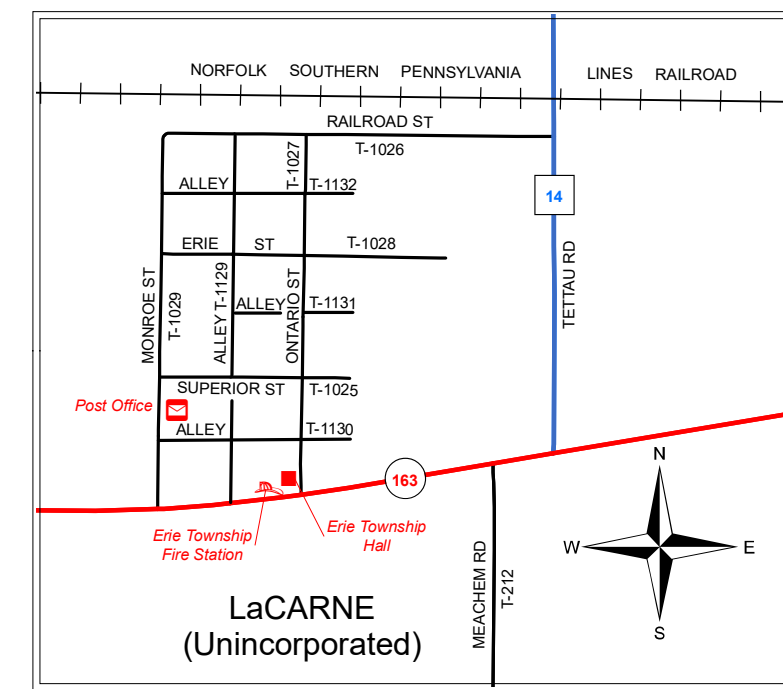 NORFOLK SOUTHERN PENNSYLVANIA LINES RAILROAD
RAILROAD ST
T-1026
T-1027
ALLEY
T-1132
14
ERIE ST
T-1028
MONROE ST
T-1029
ALLEY T-1129
ALLEY
ONTARIO ST
T-1131
TETTAU RD
SUPERIOR ST
T-1025
Post Office
ALLEY
T-1130
163
Erie Township
Fire Station
Erie Township
Hall
MEACHEM RD
T-212
N
W
E
S
LaCARNE
(Unincorporated)